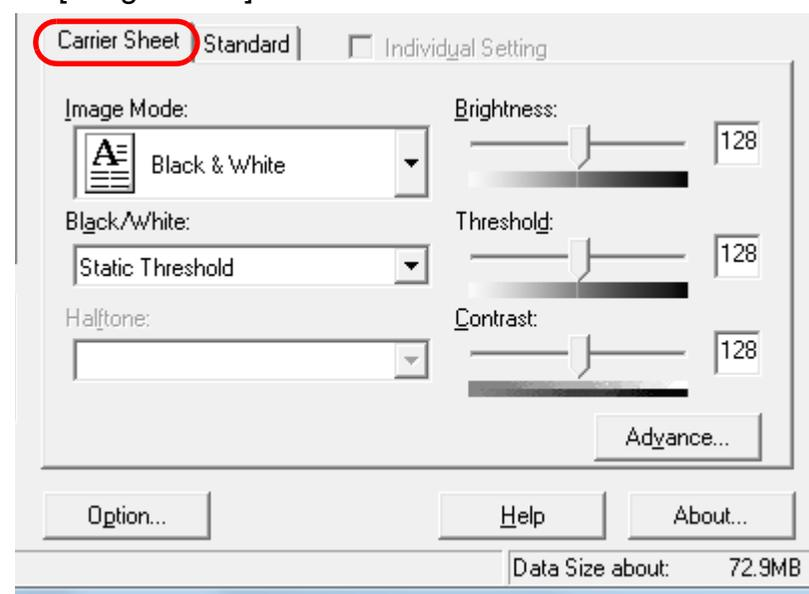 Carrier Sheet Standard Individual Setting
Image Mode: Brightness:
Black & White 128
Black/White: Threshold:
Static Threshold 128
Halftone: Contrast:
128
Advance...
Option... Help About...
Data Size about: 72.9MB